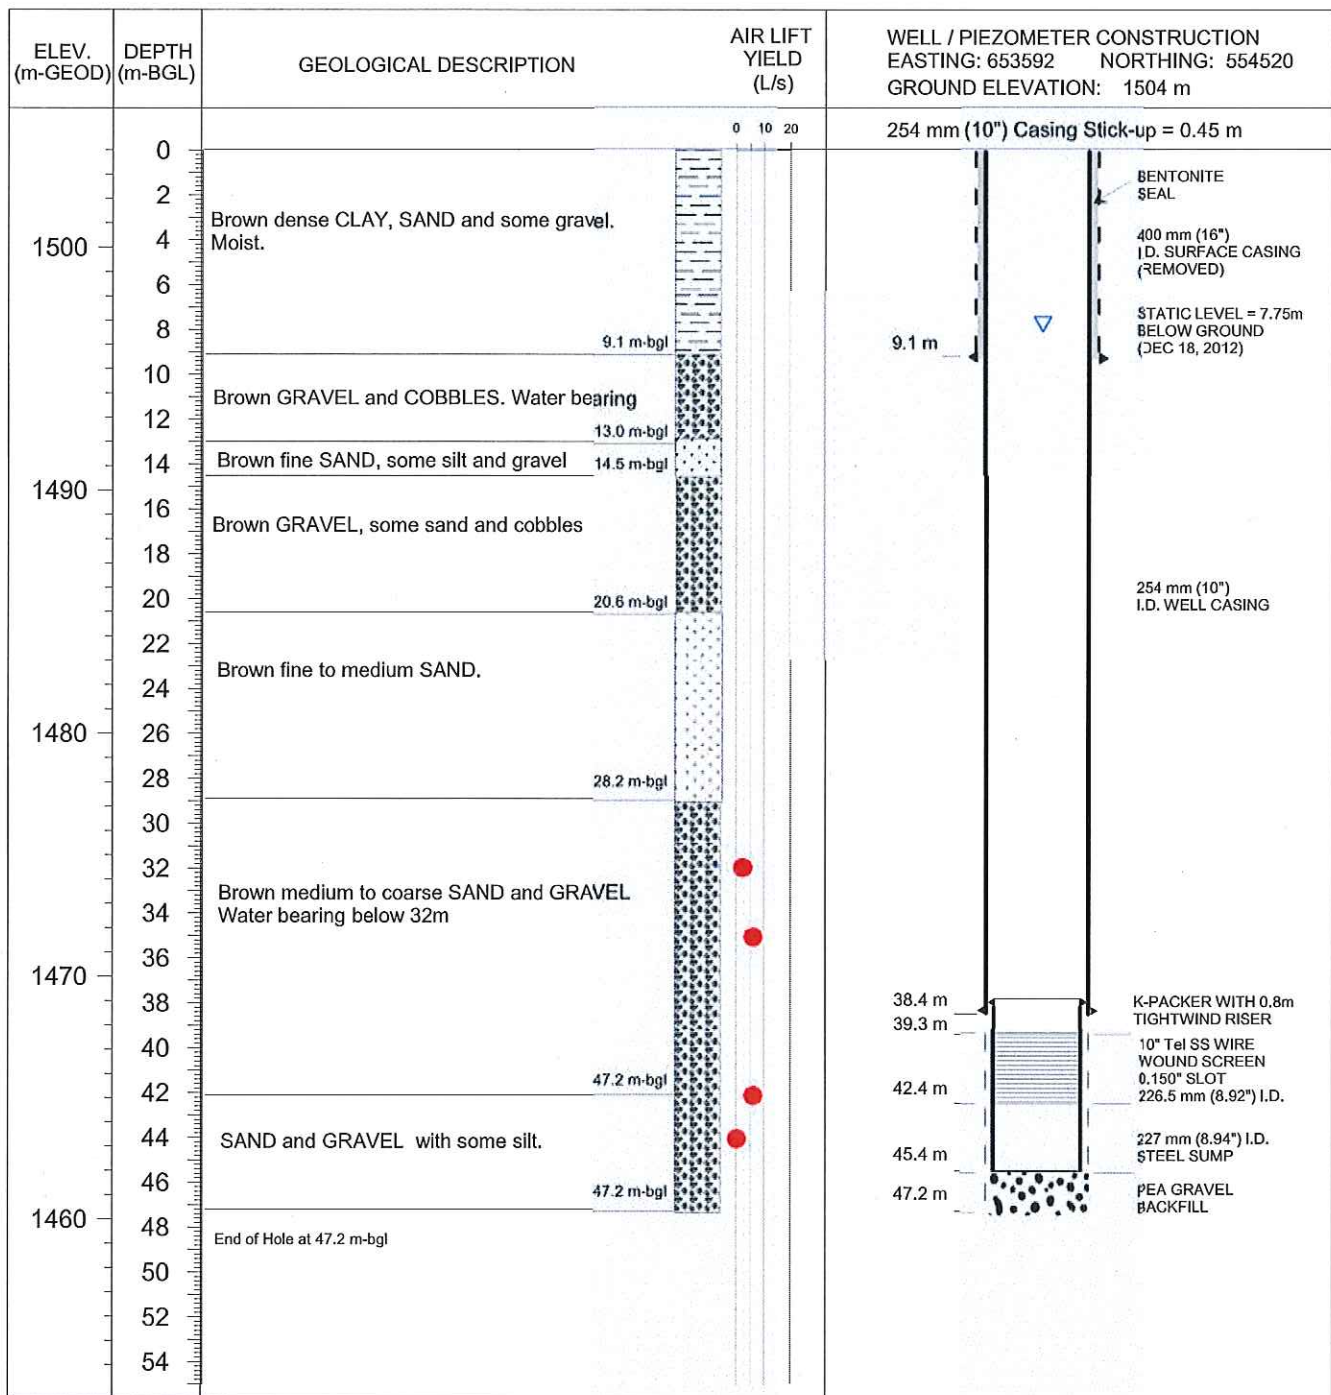 ELEV.
(m-GEOD)
DEPTH
(m-BGL)
GEOLOGICAL DESCRIPTION
AIR LIFT
YIELD
(L/s)
WELL / PIEZOMETER CONSTRUCTION
EASTING: 653592 NORTHING: 554520
GROUND ELEVATION: 1504 m
0 10 20
254 mm (10") Casing Stick-up = 0.45 m
1500
1490
1480
1470
1460
0
2
4
6
8
10
12
14
16
18
20
22
24
26
28
30
32
34
36
38
40
42
44
46
48
50
52
54
Brown dense CLAY, SAND and some gravel.
Moist.
9.1 m-bgl
Brown GRAVEL and COBBLES. Water bearing
13.0 m-bgl
Brown fine SAND, some silt and gravel
14.5 m-bgl
Brown GRAVEL, some sand and cobbles
20.6 m-bgl
Brown fine to medium SAND.
28.2 m-bgl
Brown medium to coarse SAND and GRAVEL
Water bearing below 32m
47.2 m-bgl
SAND and GRAVEL with some silt.
47.2 m-bgl
End of Hole at 47.2 m-bgl
9.1 m
38.4 m
39.3 m
42.4 m
45.4 m
47.2 m
BENTONITE
SEAL
400 mm (16")
I.D. SURFACE CASING
(REMOVED)
STATIC LEVEL = 7.75m
BELOW GROUND
(DEC 18, 2012)
254 mm (10")
I.D. WELL CASING
K-PACKER WITH 0.8m
TIGHTWIND RISER
10" Tel SS WIRE
WOUND SCREEN
0.150" SLOT
226.5 mm (8.92") I.D.
227 mm (8.94") I.D.
STEEL SUMP
PEA GRAVEL
BACKFILL